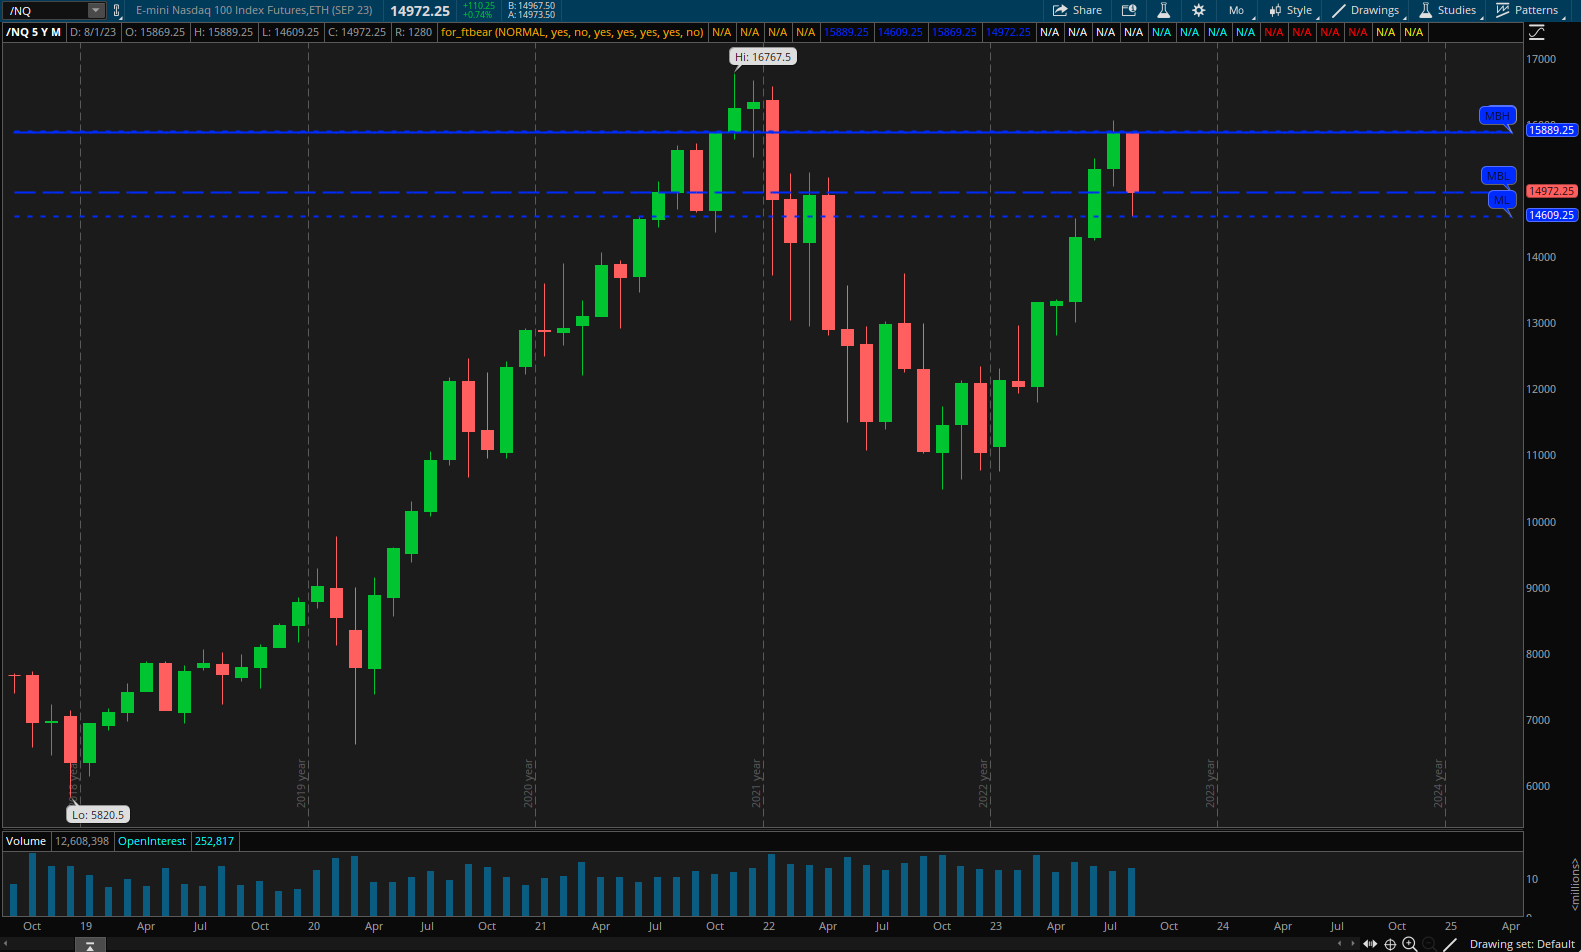 /NQ E-mini Nasdaq 100 Index Futures,ETH (SEP 23) 14972.25 +110.25 +0.74% B: 14967.50 A: 14973.50 Share Mo Style Drawings Studies Patterns
/NQ 5 Y M D: 8/1/23 O: 15869.25 H: 15889.25 L: 14609.25 C: 14972.25 R: 1280 for_ftbear (NORMAL, yes, no, yes, yes, yes, yes, no) N/A N/A N/A N/A 15889.25 14609.25 15869.25 14972.25 N/A N/A N/A N/A N/A N/A N/A N/A N/A N/A N/A N/A N/A N/A
Hi: 16767.5
17000
MBH
15889.25
MBL
14972.25
ML
14609.25
14000
13000
12000
11000
10000
9000
8000
7000
6000
2018 year 2019 year 2020 year 2021 year 2022 year 2023 year 2024 year
Lo: 5820.5
Volume 12,608,398 OpenInterest 252,817
10
<millions>
Oct 19 Apr Jul Oct 20 Apr Jul Oct 21 Apr Jul Oct 22 Apr Jul Oct 23 Apr Jul Oct 24 Apr Jul Oct 25 Apr
Drawing set: Default